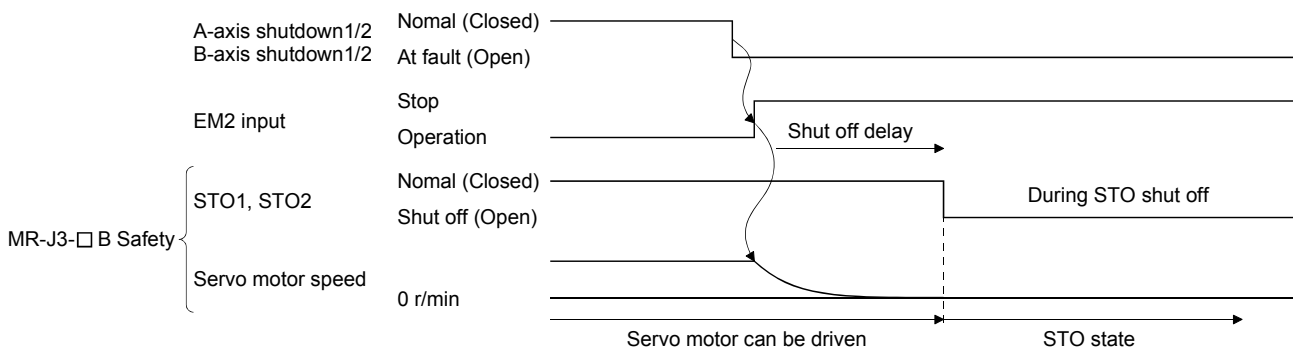 A-axis shutdown1/2
B-axis shutdown1/2
Nomal (Closed)
At fault (Open)
EM2 input
Stop
Operation
Shut off delay
MR-J3-□ B Safety
STO1, STO2
Nomal (Closed)
Shut off (Open)
During STO shut off
Servo motor speed
0 r/min
Servo motor can be driven
STO state